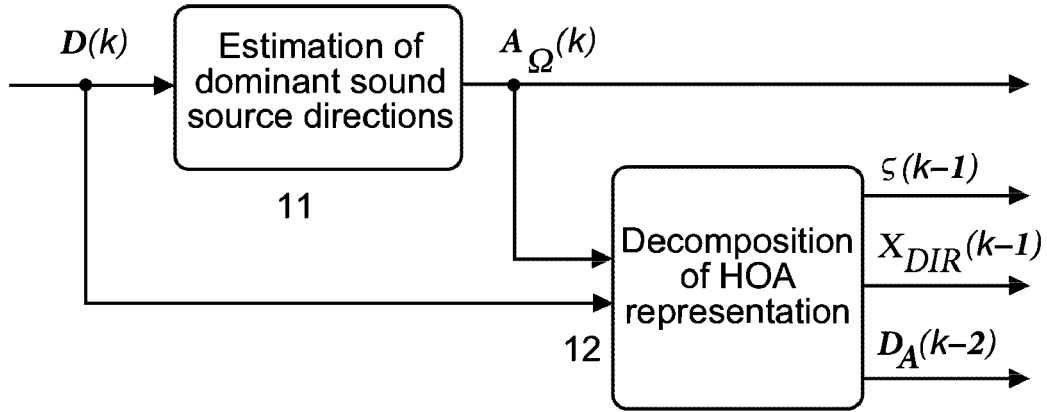 D(k)
Estimation of
dominant sound
source directions
A_Ω(k)
11
ς(k−1)
Decomposition
of HOA
representation
X_DIR(k−1)
12
D_A(k−2)